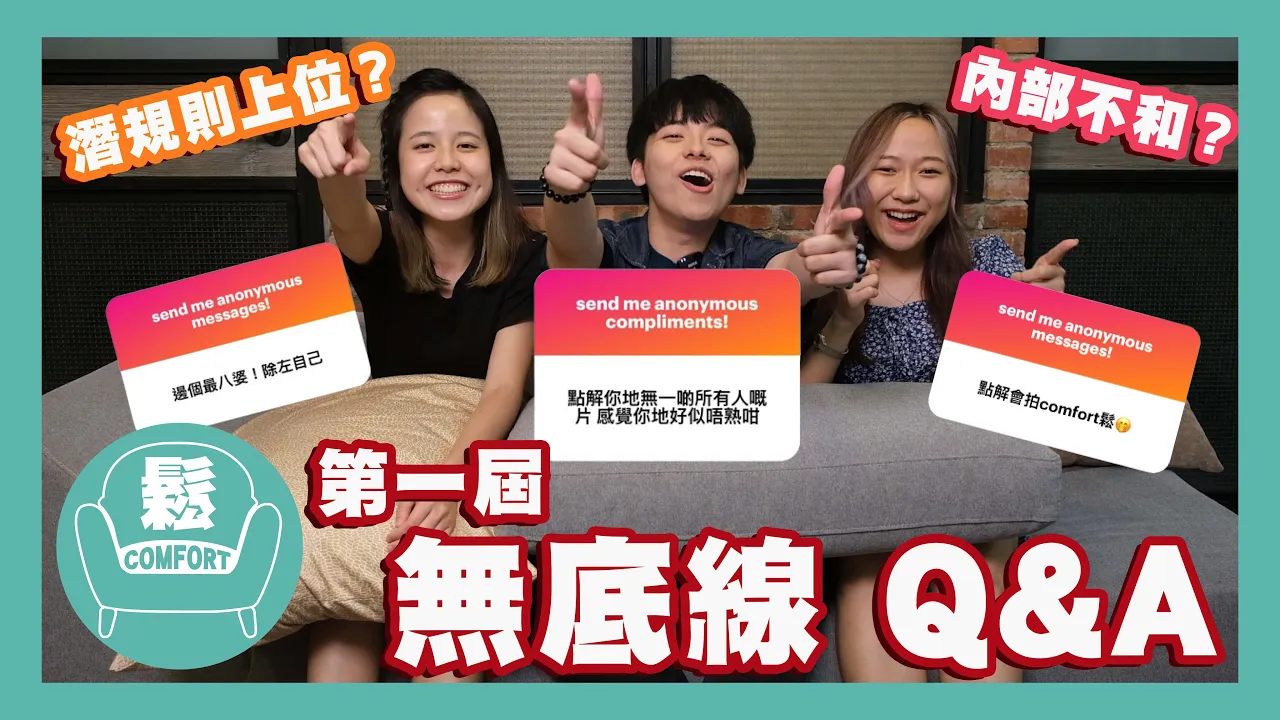 潛規則上位？
內部不和？
send me anonymous
messages!
邊個最八婆！除左自己
send me anonymous
compliments!
點解你地無一啲所有人嘅
片 感覺你地好似唔熟咁
send me anonymous
messages!
點解會拍comfort鬆🤭
鬆
COMFORT
第一屆
無底線 Q&A